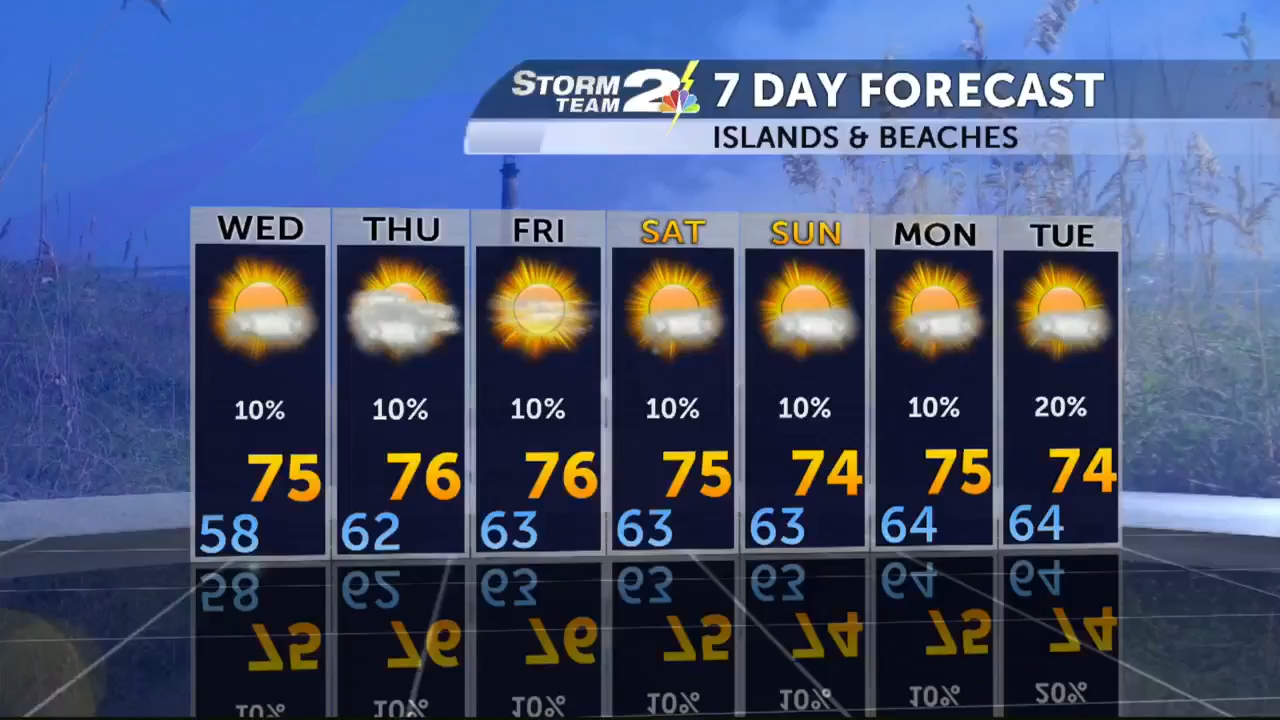 STORM TEAM 2
7 DAY FORECAST
ISLANDS & BEACHES
WED THU FRI SAT SUN MON TUE
10% 10% 10% 10% 10% 10% 20%
75 76 76 75 74 75 74
58 62 63 63 63 64 64